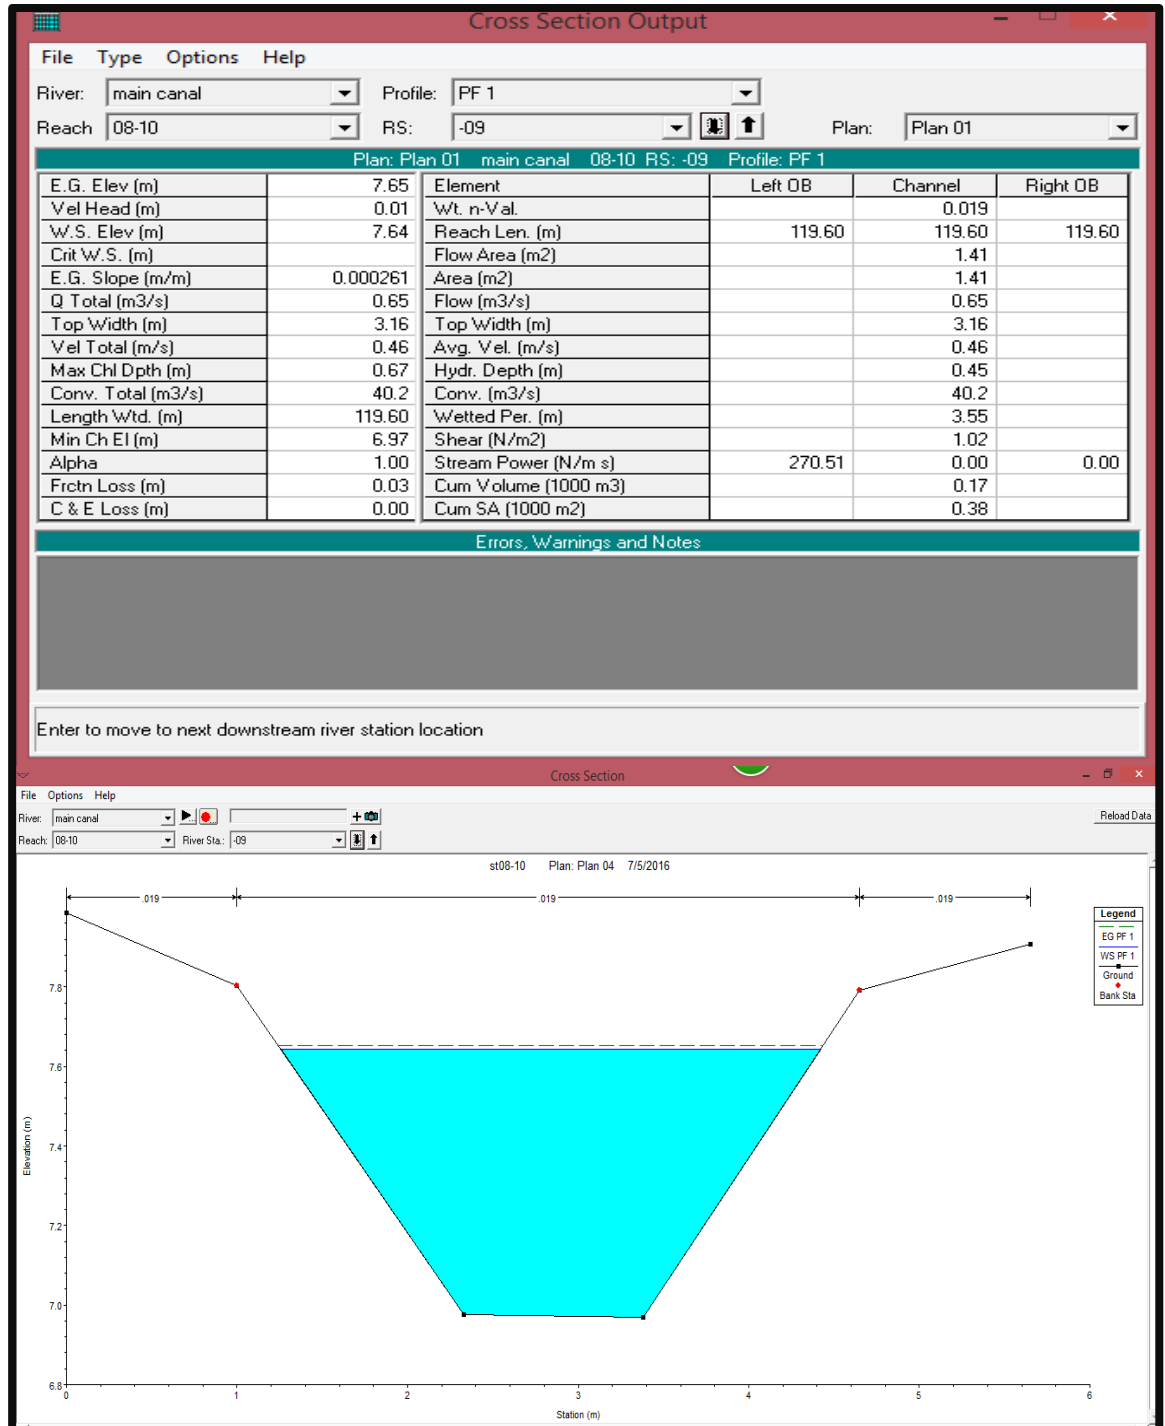 Cross Section Output
File Type Options Help
River: main canal Profile: PF 1
Reach 08-10 RS: -09 Plan: Plan 01
Plan: Plan 01 main canal 08-10 RS: -09 Profile: PF 1
E.G. Elev (m) 7.65 Element Left OB Channel Right OB
Vel Head (m) 0.01 Wt. n-Val. 0.019
W.S. Elev (m) 7.64 Reach Len. (m) 119.60 119.60 119.60
Crit W.S. (m) Flow Area (m2) 1.41
E.G. Slope (m/m) 0.000261 Area (m2) 1.41
Q Total (m3/s) 0.65 Flow (m3/s) 0.65
Top Width (m) 3.16 Top Width (m) 3.16
Vel Total (m/s) 0.46 Avg. Vel. (m/s) 0.46
Max Chl Dpth (m) 0.67 Hydr. Depth (m) 0.45
Conv. Total (m3/s) 40.2 Conv. (m3/s) 40.2
Length Wtd. (m) 119.60 Wetted Per. (m) 3.55
Min Ch El (m) 6.97 Shear (N/m2) 1.02
Alpha 1.00 Stream Power (N/m s) 270.51 0.00 0.00
Frctn Loss (m) 0.03 Cum Volume (1000 m3) 0.17
C & E Loss (m) 0.00 Cum SA (1000 m2) 0.38
Errors, Warnings and Notes
Enter to move to next downstream river station location
Cross Section
File Options Help
River: main canal Reload Data
Reach: 08-10 River Sta.: -09
st08-10 Plan: Plan 04 7/5/2016
.019 .019 .019
Legend
EG PF 1
WS PF 1
Ground
Bank Sta
7.8
7.6
7.4
7.2
7.0
6.8
Elevation (m)
0 1 2 3 4 5 6
Station (m)